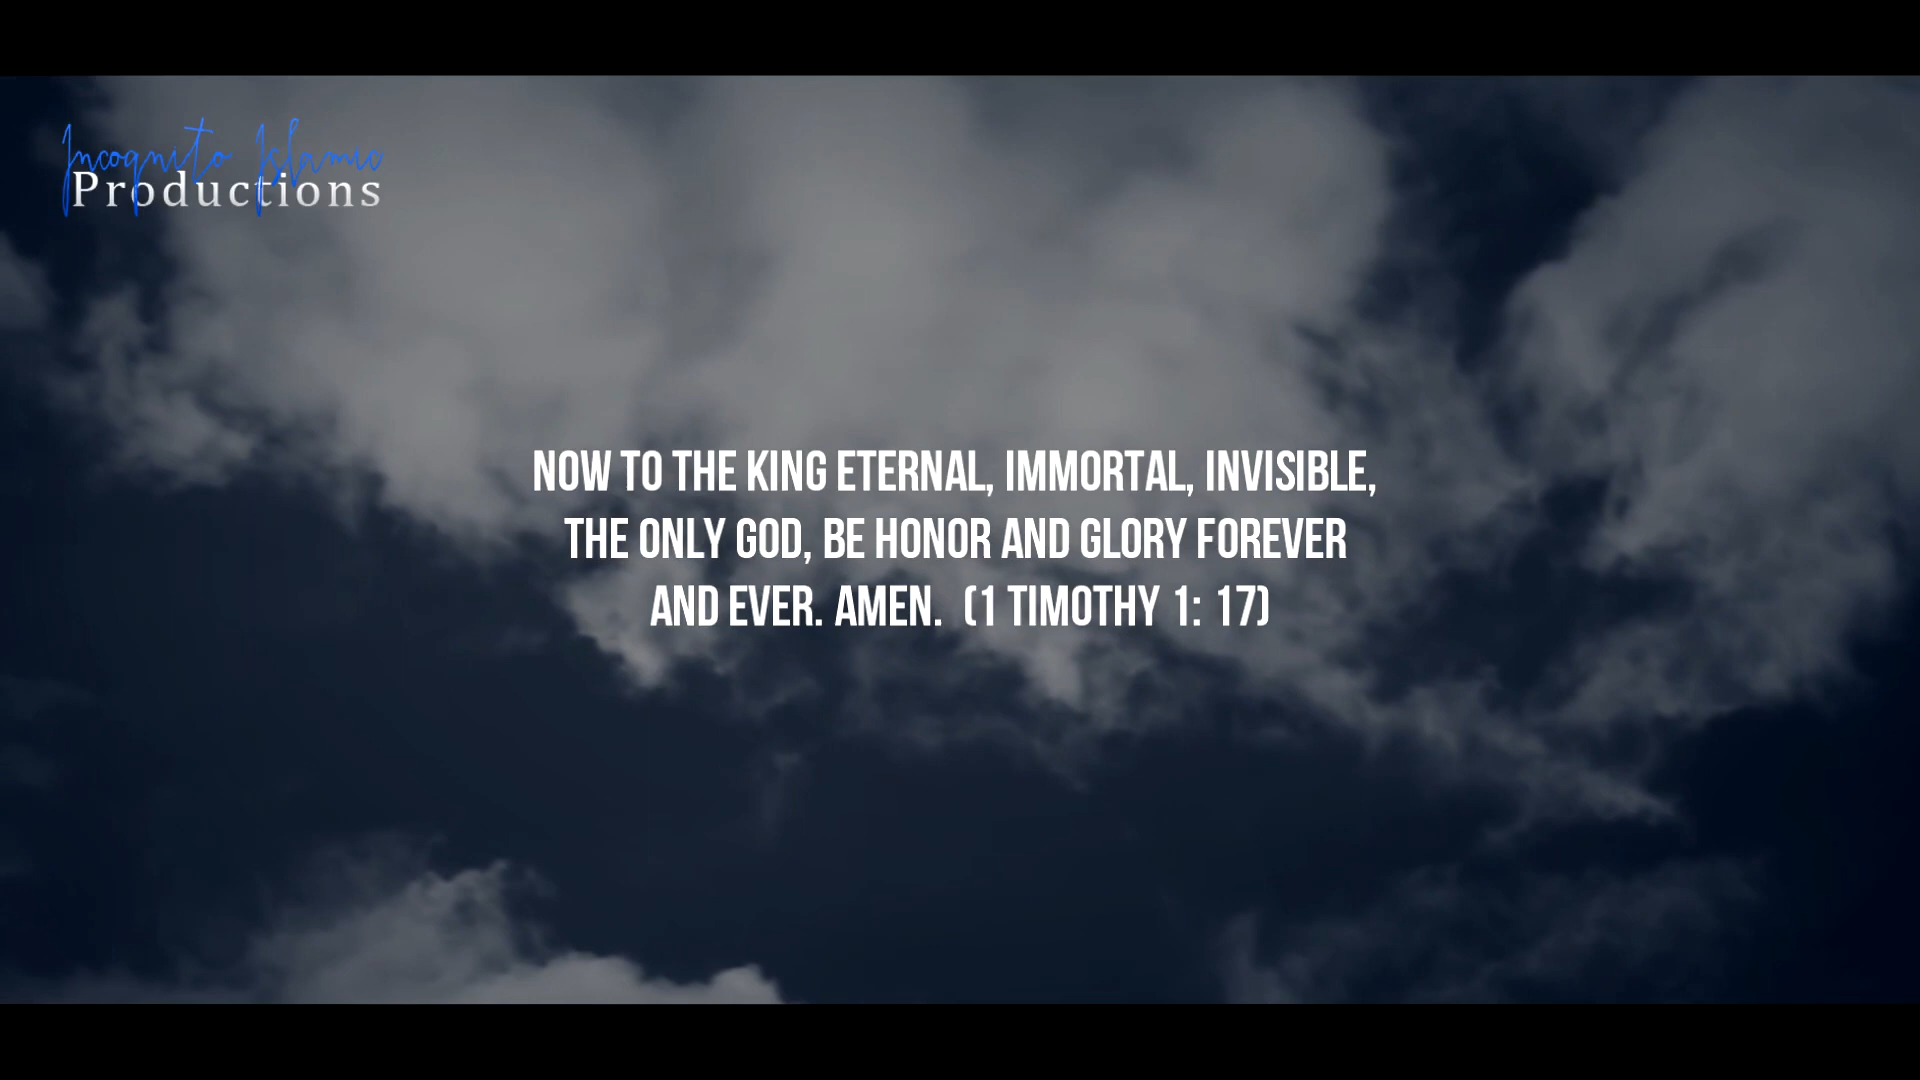 Incognito Islamic
Productions
NOW TO THE KING ETERNAL, IMMORTAL, INVISIBLE,
THE ONLY GOD, BE HONOR AND GLORY FOREVER
AND EVER. AMEN.  (1 TIMOTHY 1: 17)